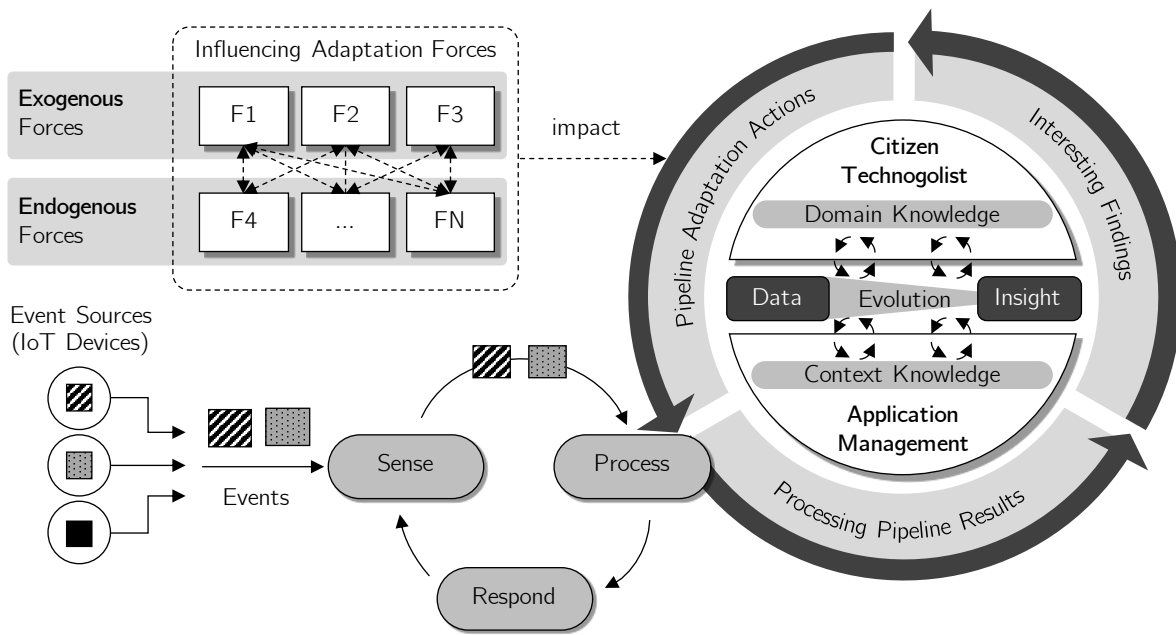 Influencing Adaptation Forces
Exogenous
Forces
F1
F2
F3
Endogenous
Forces
F4
...
FN
impact
Pipeline Adaptation Actions
Interesting Findings
Processing Pipeline Results
Citizen
Technogolist
Domain Knowledge
Data
Evolution
Insight
Context Knowledge
Application
Management
Event Sources
(IoT Devices)
Events
Sense
Process
Respond